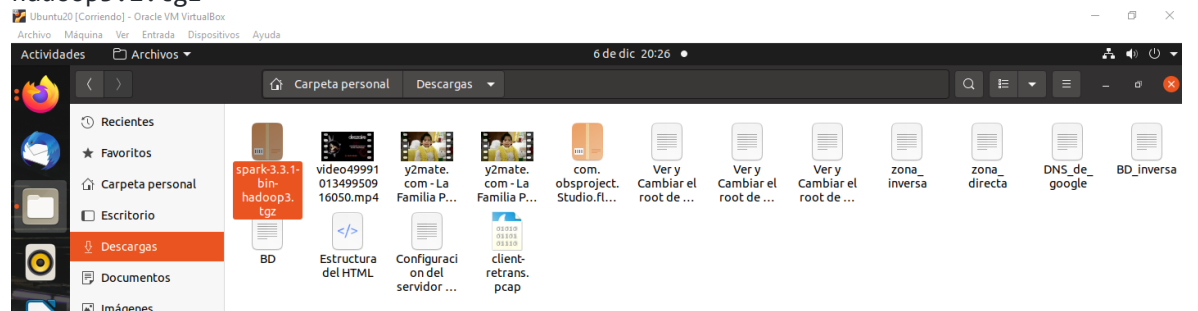 Ubuntu20 [Corriendo] - Oracle VM VirtualBox
Archivo Máquina Ver Entrada Dispositivos Ayuda
Actividades Archivos 6 de dic 20:26
Carpeta personal Descargas
Recientes
Favoritos
Carpeta personal
Escritorio
Descargas
Documentos
Imágenes
spark-3.3.1-
bin-
hadoop3.
tgz
video49991
013499509
16050.mp4
y2mate.
com - La
Familia P...
y2mate.
com - La
Familia P...
com.
obsproject.
Studio.fl...
Ver y
Cambiar el
root de ...
Ver y
Cambiar el
root de ...
Ver y
Cambiar el
root de ...
zona_
inversa
zona_
directa
DNS_de_
google
BD_inversa
BD
</>
Estructura
del HTML
Configuraci
on del
servidor ...
01010
01101
01110
client-
retrans.
pcap